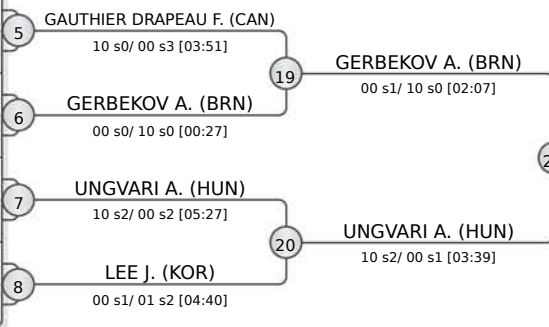 5
GAUTHIER DRAPEAU F. (CAN)
10 s0/ 00 s3 [03:51]
19
GERBEKOV A. (BRN)
00 s1/ 10 s0 [02:07]
6
GERBEKOV A. (BRN)
00 s0/ 10 s0 [00:27]
7
UNGVARI A. (HUN)
10 s2/ 00 s2 [05:27]
20
UNGVARI A. (HUN)
10 s2/ 00 s1 [03:39]
8
LEE J. (KOR)
00 s1/ 01 s2 [04:40]